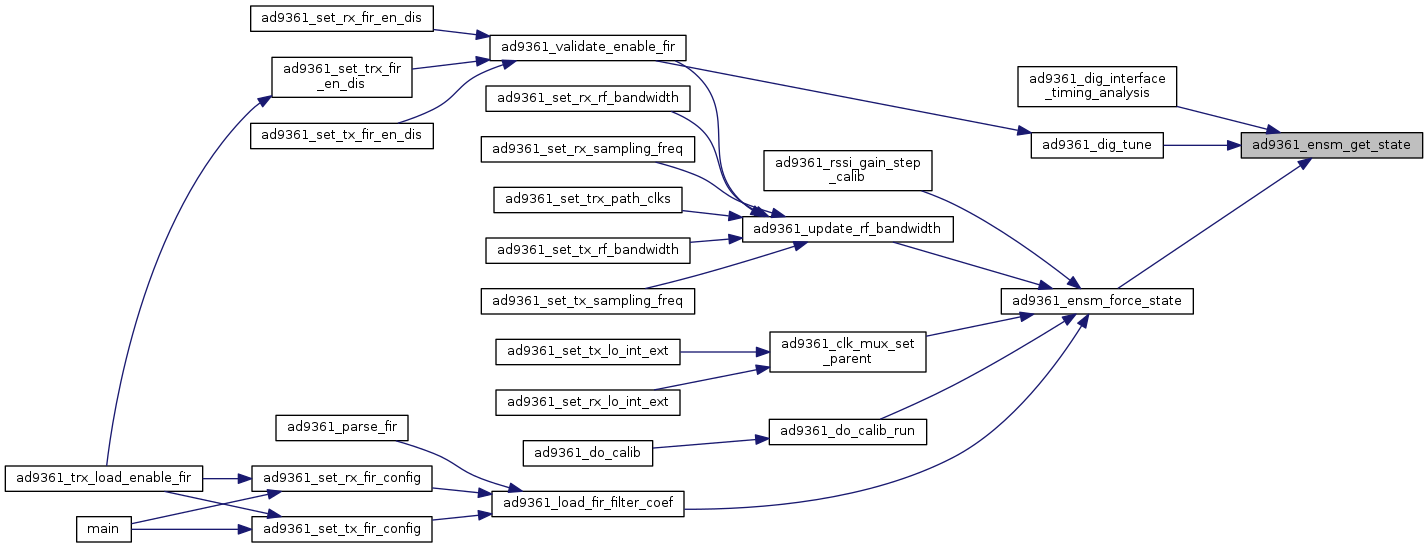 ad9361_set_rx_fir_en_dis
ad9361_validate_enable_fir
ad9361_set_trx_fir
_en_dis
ad9361_set_tx_fir_en_dis
ad9361_set_rx_rf_bandwidth
ad9361_set_rx_sampling_freq
ad9361_set_trx_path_clks
ad9361_set_tx_rf_bandwidth
ad9361_set_tx_sampling_freq
ad9361_update_rf_bandwidth
ad9361_rssi_gain_step
_calib
ad9361_dig_interface
_timing_analysis
ad9361_dig_tune
ad9361_ensm_get_state
ad9361_ensm_force_state
ad9361_set_tx_lo_int_ext
ad9361_clk_mux_set
_parent
ad9361_set_rx_lo_int_ext
ad9361_parse_fir
ad9361_do_calib
ad9361_do_calib_run
ad9361_trx_load_enable_fir
ad9361_set_rx_fir_config
ad9361_load_fir_filter_coef
main
ad9361_set_tx_fir_config